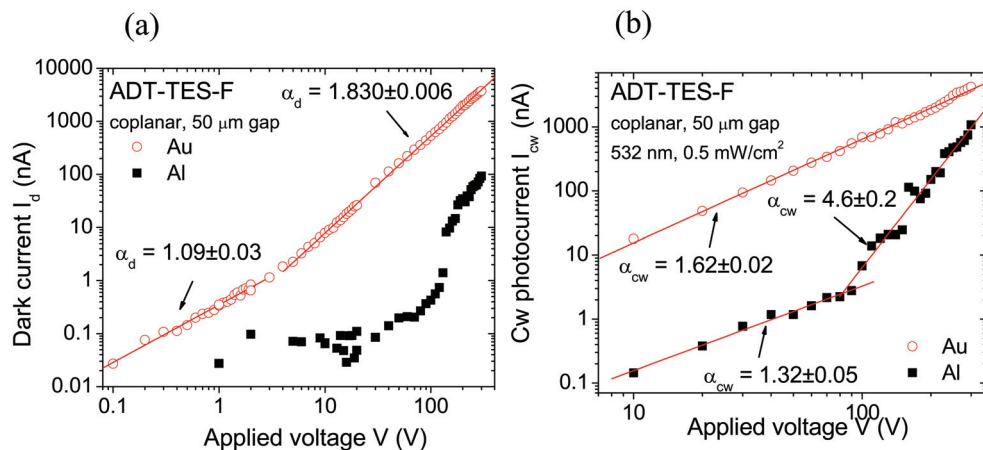 (a)
ADT-TES-F
coplanar, 50 μm gap
Au
Al
α_d = 1.830±0.006
α_d = 1.09±0.03
10000
1000
100
10
1
0.1
0.01
Dark current I_d (nA)
0.1
1
10
100
Applied voltage V (V)
(b)
ADT-TES-F
coplanar, 50 μm gap
532 nm, 0.5 mW/cm²
α_cw = 4.6±0.2
α_cw = 1.62±0.02
α_cw = 1.32±0.05
Au
Al
1000
100
10
1
0.1
Cw photocurrent I_cw (nA)
10
100
Applied voltage V (V)